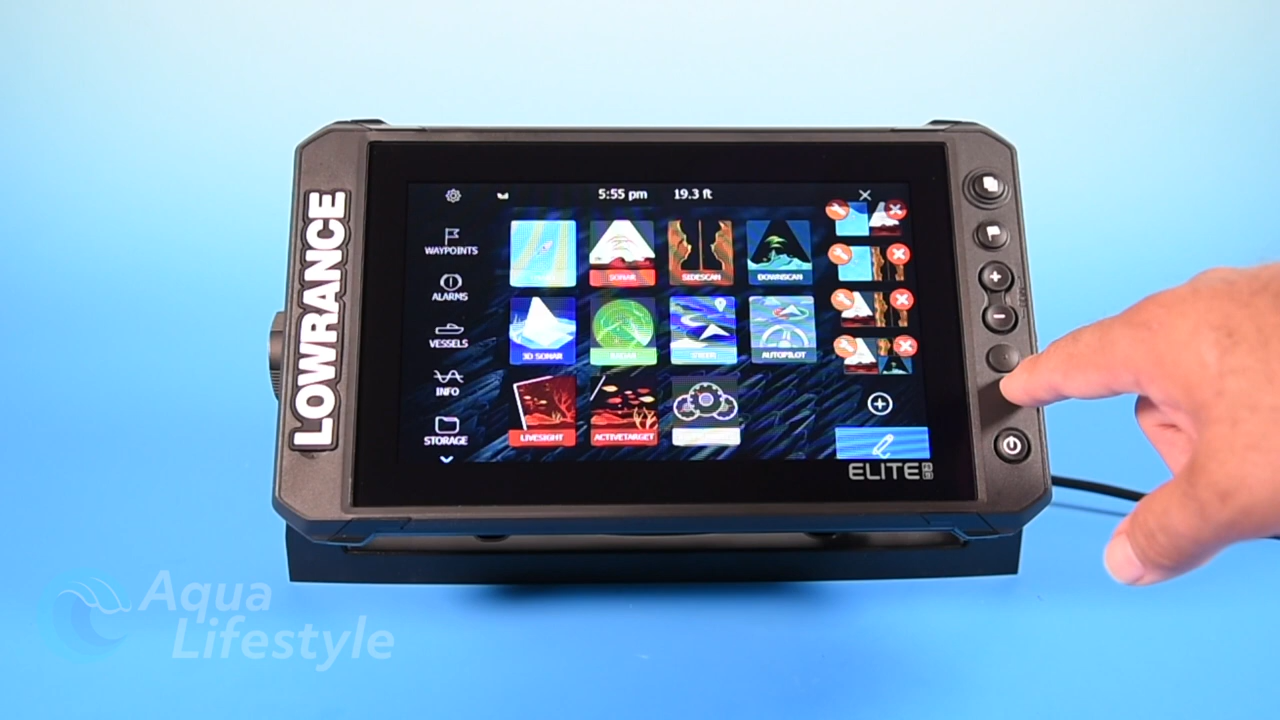 LOWRANCE
5:55 pm 19.3 ft
WAYPOINTS
ALARMS
VESSELS
INFO
STORAGE
SONAR
SIDESCAN
DOWNSCAN
3D SONAR
RADAR
STEER
AUTOPILOT
LIVESIGHT
ACTIVETARGET
ELITE FS
Aqua
Lifestyle